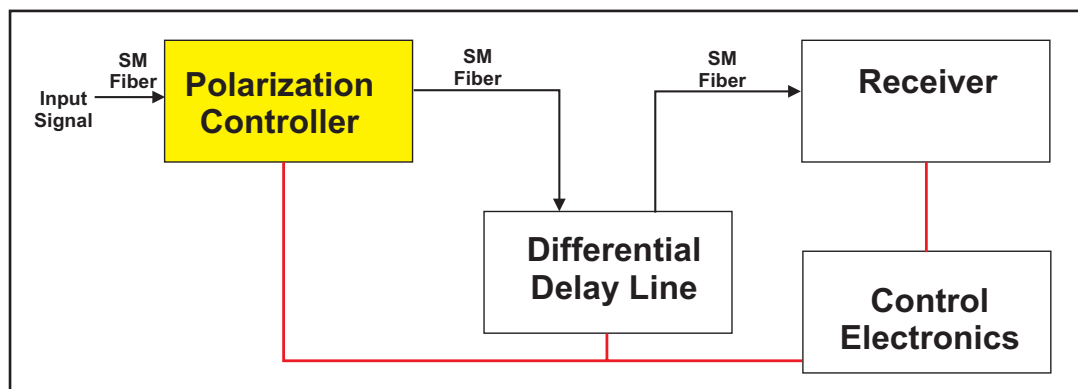 SM
Fiber
Input
Signal
Polarization
Controller
SM
Fiber
SM
Fiber
Receiver
Differential
Delay Line
Control
Electronics